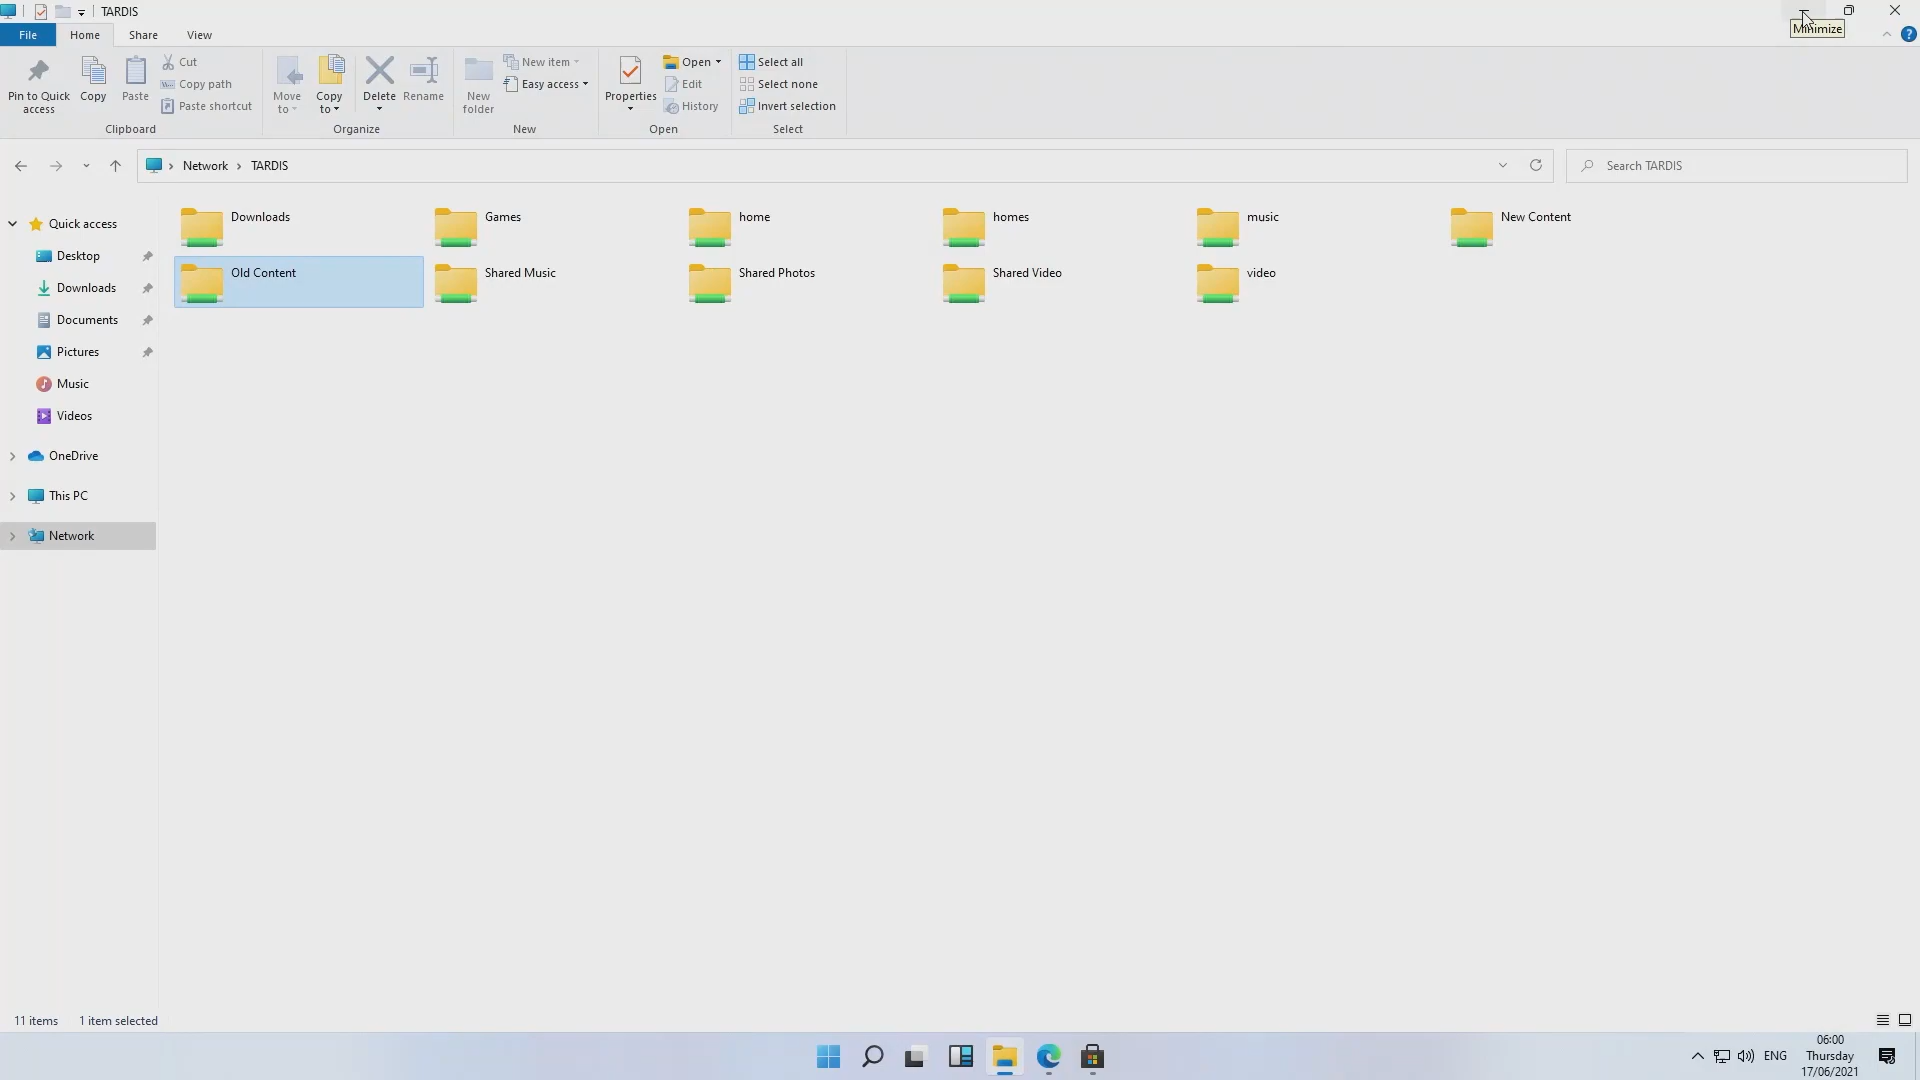 TARDIS
Minimize
File Home Share View
Pin to Quick access
Copy
Paste
Cut
Copy path
Paste shortcut
Clipboard
Move to
Copy to
Delete
Rename
Organize
New folder
New item
Easy access
New
Properties
Open
Edit
History
Open
Select all
Select none
Invert selection
Select
Network > TARDIS
Search TARDIS
Quick access
Desktop
Downloads
Documents
Pictures
Music
Videos
OneDrive
This PC
Network
Downloads Games home homes music New Content
Old Content Shared Music Shared Photos Shared Video video
11 items 1 item selected
ENG
06:00
Thursday
17/06/2021